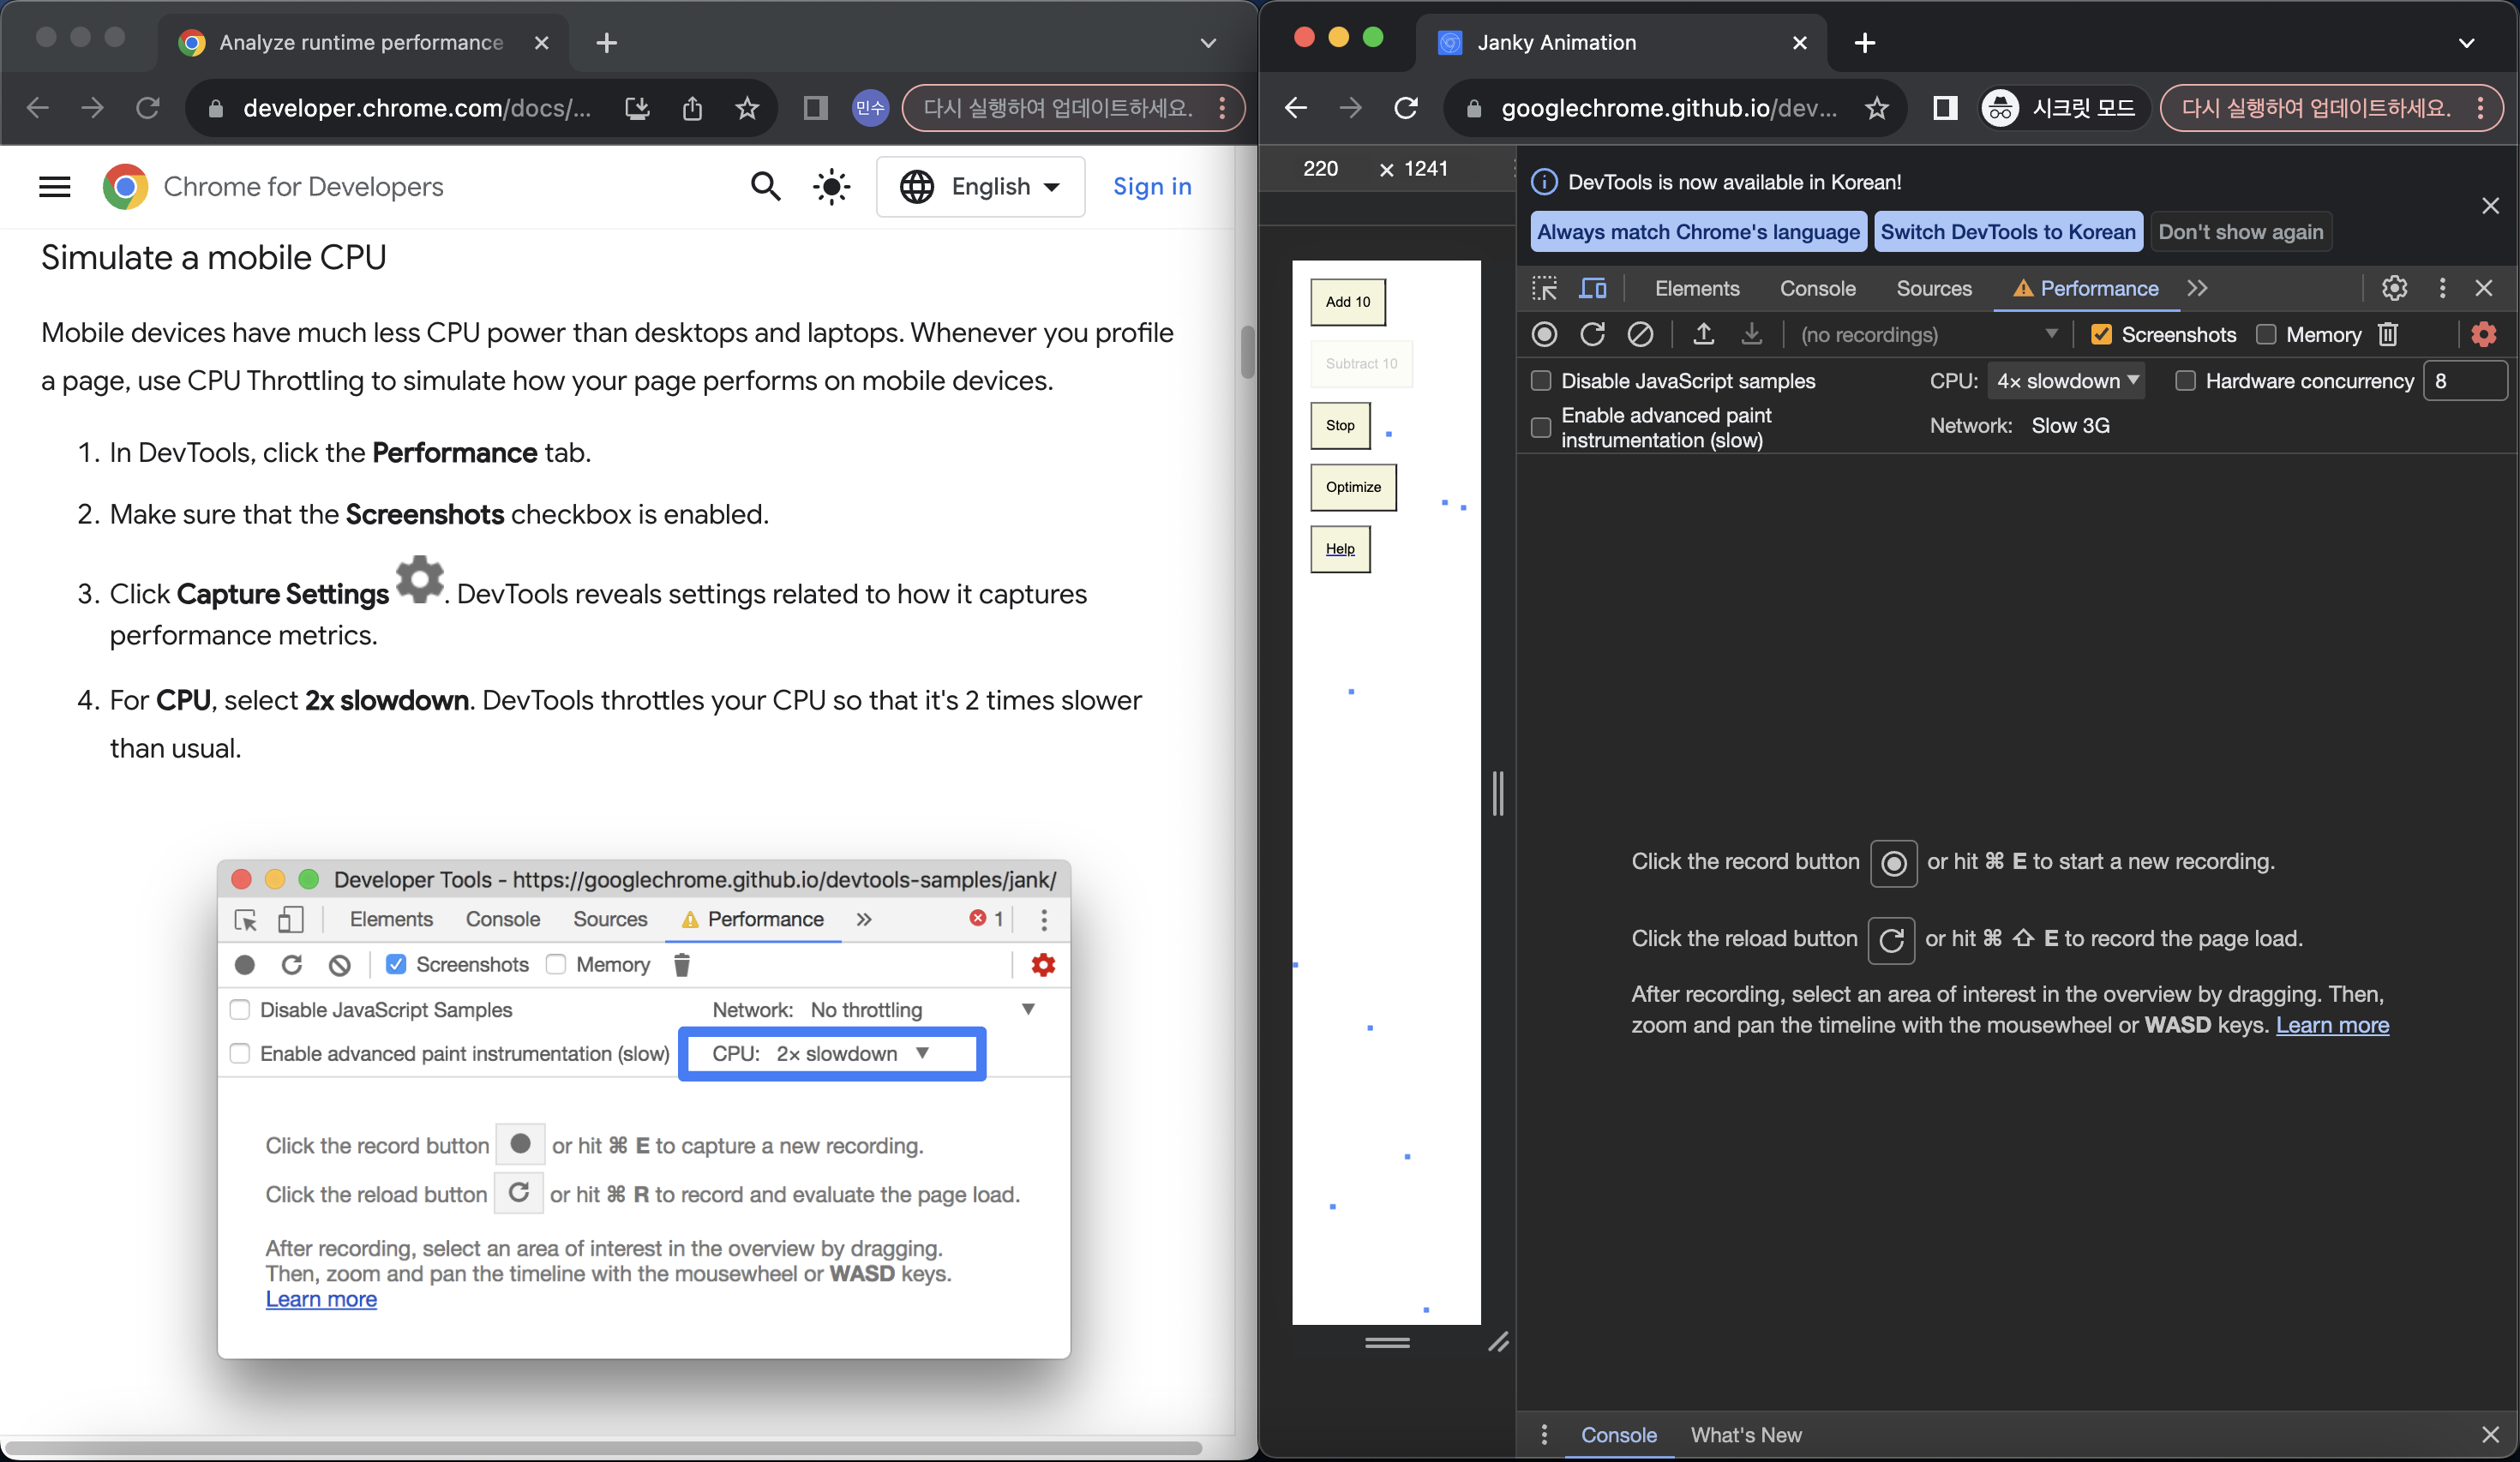 Analyze runtime performance
developer.chrome.com/docs/...
민수
다시 실행하여 업데이트하세요.
Chrome for Developers
English
Sign in
Simulate a mobile CPU
Mobile devices have much less CPU power than desktops and laptops. Whenever you profile
a page, use CPU Throttling to simulate how your page performs on mobile devices.
1. In DevTools, click the Performance tab.
2. Make sure that the Screenshots checkbox is enabled.
3. Click Capture Settings . DevTools reveals settings related to how it captures
performance metrics.
4. For CPU, select 2x slowdown. DevTools throttles your CPU so that it's 2 times slower
than usual.
Developer Tools - https://googlechrome.github.io/devtools-samples/jank/
Elements Console Sources Performance » 1
Screenshots Memory
Disable JavaScript Samples Network: No throttling
Enable advanced paint instrumentation (slow) CPU: 2× slowdown
Click the record button or hit ⌘ E to capture a new recording.
Click the reload button or hit ⌘ R to record and evaluate the page load.
After recording, select an area of interest in the overview by dragging.
Then, zoom and pan the timeline with the mousewheel or WASD keys.
Learn more
Janky Animation
googlechrome.github.io/dev...
시크릿 모드
다시 실행하여 업데이트하세요.
220 × 1241
Add 10
Subtract 10
Stop
Optimize
Help
DevTools is now available in Korean!
Always match Chrome's language Switch DevTools to Korean Don't show again
Elements Console Sources Performance »
(no recordings) Screenshots Memory
Disable JavaScript samples CPU: 4× slowdown Hardware concurrency 8
Enable advanced paint
instrumentation (slow) Network: Slow 3G
Click the record button or hit ⌘ E to start a new recording.
Click the reload button or hit ⌘ ⇧ E to record the page load.
After recording, select an area of interest in the overview by dragging. Then,
zoom and pan the timeline with the mousewheel or WASD keys. Learn more
Console What's New